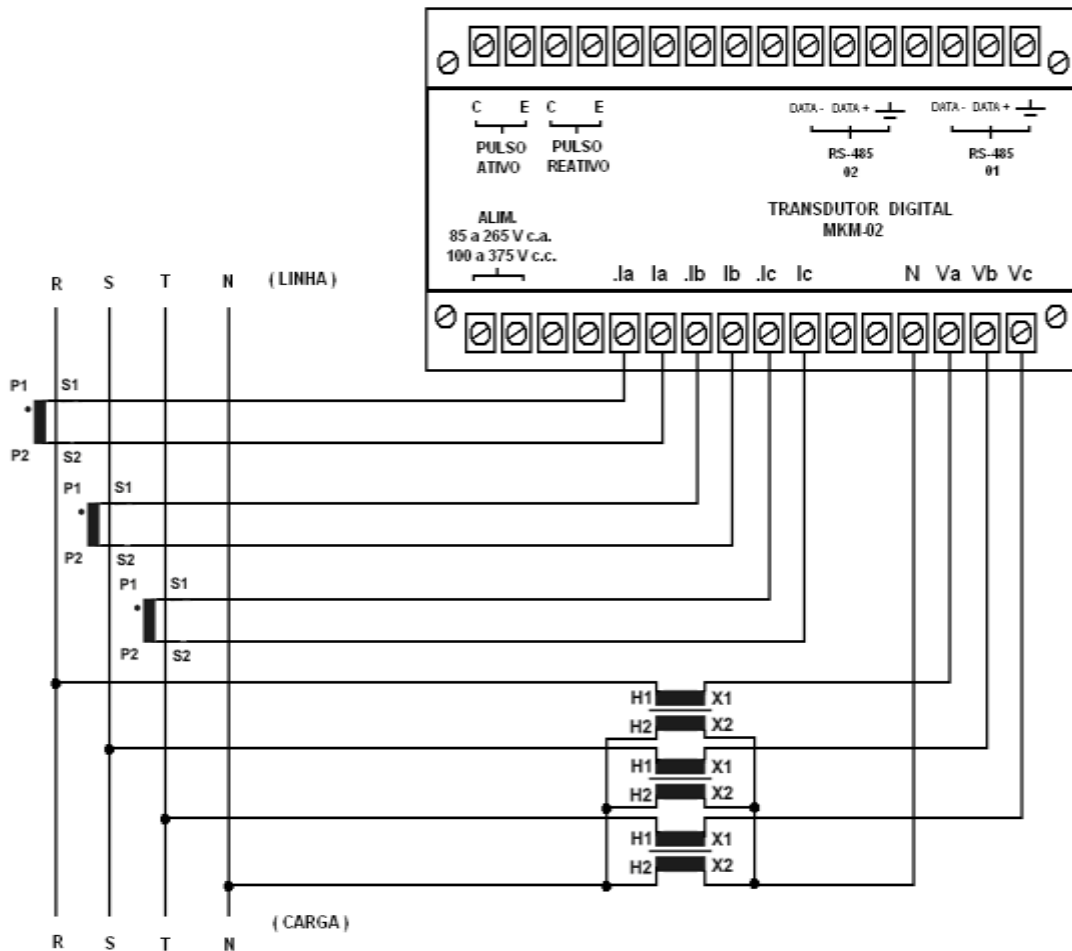 C E C E
PULSO ATIVO
PULSO REATIVO
DATA - DATA +
RS-485
02
DATA - DATA +
RS-485
01
TRANSDUTOR DIGITAL
MKM-02
ALIM.
85 a 265 V c.a.
100 a 375 V c.c.
.Ia Ia .Ib Ib .Ic Ic N Va Vb Vc
R S T N ( LINHA )
P1 S1
P2 S2
P1 S1
P2 S2
P1 S1
P2 S2
H1 X1
H2 X2
H1 X1
H2 X2
H1 X1
H2 X2
( CARGA )
R S T N